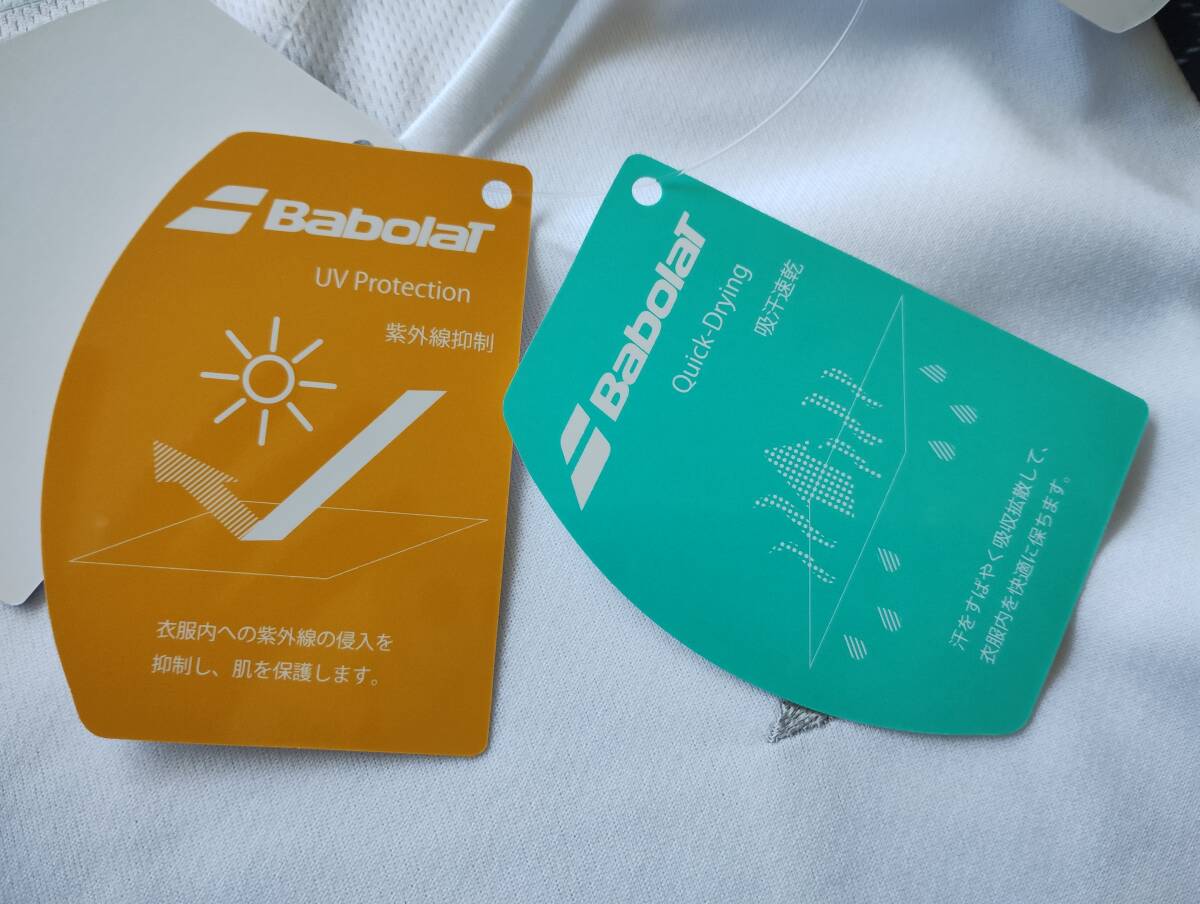 Babolat
UV Protection
紫外線抑制
衣服内への紫外線の侵入を
抑制し、肌を保護します。
Babolat
Quick-Drying
吸汗速乾
汗をすばやく吸収拡散して、
衣服内を快適に保ちます。